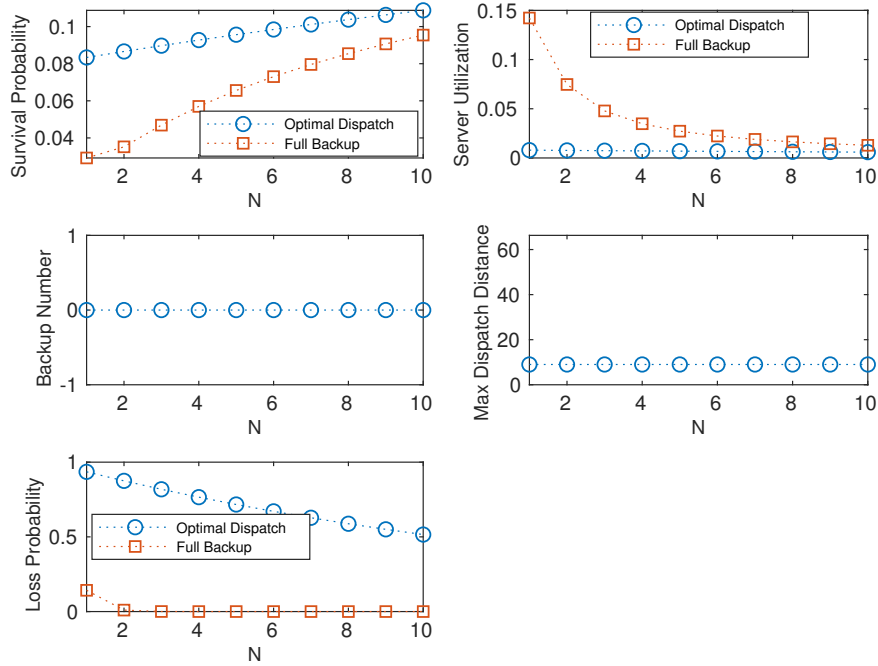 Survival Probability
0.1
0.08
0.06
0.04
2 4 6 8 10
N
Optimal Dispatch
Full Backup
Server Utilization
0.15
0.1
0.05
0
2 4 6 8 10
N
Optimal Dispatch
Full Backup
Backup Number
1
0
-1
2 4 6 8 10
N
Max Dispatch Distance
60
40
20
0
2 4 6 8 10
N
Loss Probability
1
0.5
0
2 4 6 8 10
N
Optimal Dispatch
Full Backup